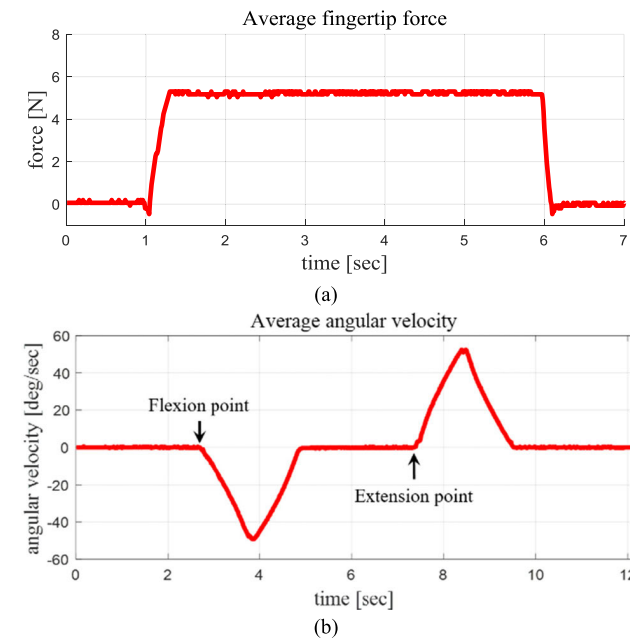 Average fingertip force
8
6
4
2
0
force [N]
0 1 2 3 4 5 6 7
time [sec]
(a)
Average angular velocity
60
40
20
0
-20
-40
-60
angular velocity [deg/sec]
Flexion point
Extension point
0 2 4 6 8 10 12
time [sec]
(b)